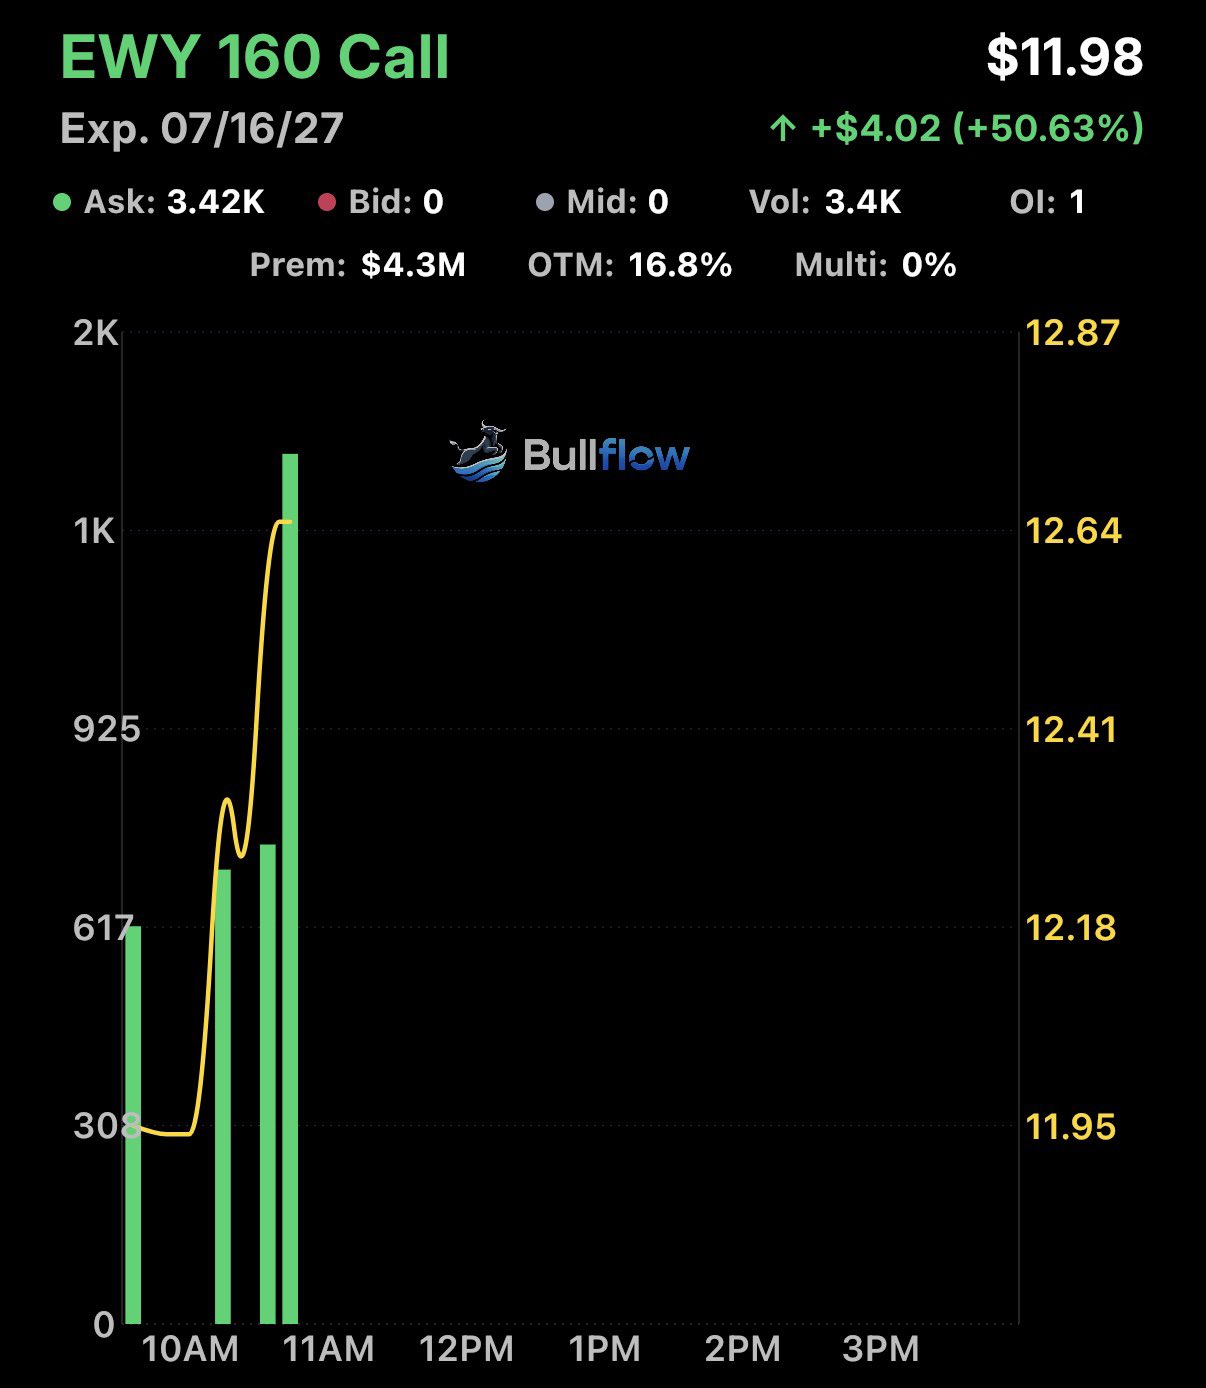 EWY 160 Call $11.98
Exp. 07/16/27 ↑ +$4.02 (+50.63%)
Ask: 3.42K Bid: 0 Mid: 0 Vol: 3.4K OI: 1
Prem: $4.3M OTM: 16.8% Multi: 0%
2K 12.87
Bullflow
1K 12.64
925 12.41
617 12.18
308 11.95
0
10AM 11AM 12PM 1PM 2PM 3PM